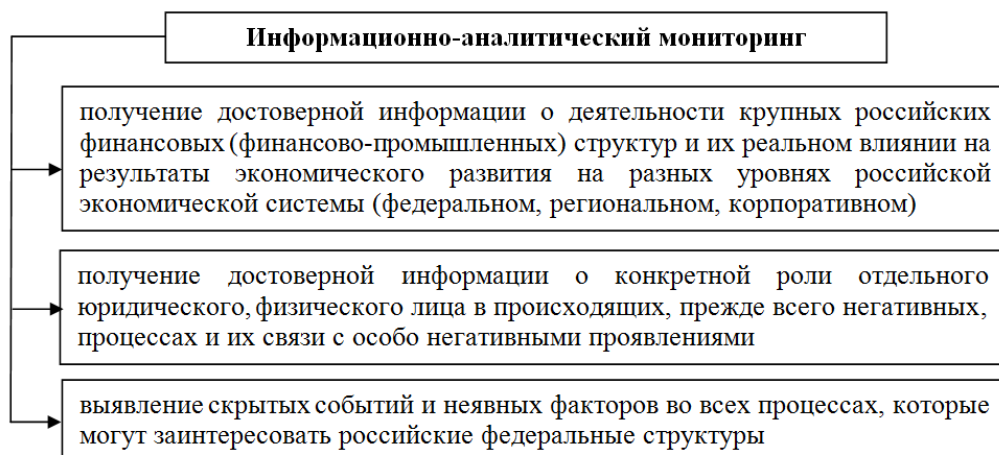 Информационно-аналитический мониторинг
получение достоверной информации о деятельности крупных российских
финансовых (финансово-промышленных) структур и их реальном влиянии на
результаты экономического развития на разных уровнях российской
экономической системы (федеральном, региональном, корпоративном)
получение достоверной информации о конкретной роли отдельного
юридического, физического лица в происходящих, прежде всего негативных,
процессах и их связи с особо негативными проявлениями
выявление скрытых событий и неявных факторов во всех процессах, которые
могут заинтересовать российские федеральные структуры